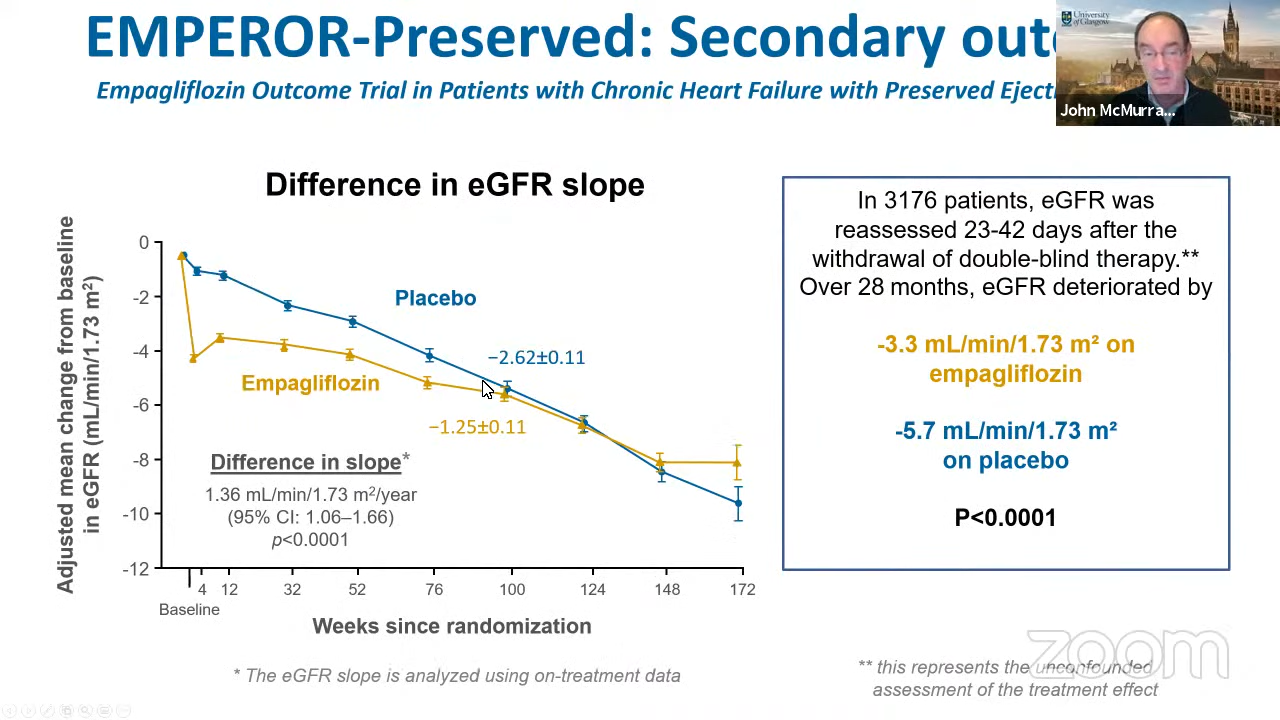 EMPEROR-Preserved: Secondary out
Empagliflozin Outcome Trial in Patients with Chronic Heart Failure with Preserved Eject
University
of Glasgow
John McMurra...
Difference in eGFR slope
Adjusted mean change from baseline
in eGFR (mL/min/1.73 m²)
0
-2
-4
-6
-8
-10
-12
Placebo
−2.62±0.11
Empagliflozin
−1.25±0.11
Difference in slope*
1.36 mL/min/1.73 m²/year
(95% CI: 1.06–1.66)
p<0.0001
4 12 32 52 76 100 124 148 172
Baseline
Weeks since randomization
* The eGFR slope is analyzed using on-treatment data
In 3176 patients, eGFR was
reassessed 23-42 days after the
withdrawal of double-blind therapy.**
Over 28 months, eGFR deteriorated by
-3.3 mL/min/1.73 m² on
empagliflozin
-5.7 mL/min/1.73 m²
on placebo
P<0.0001
** this represents the unconfounded
assessment of the treatment effect
zoom